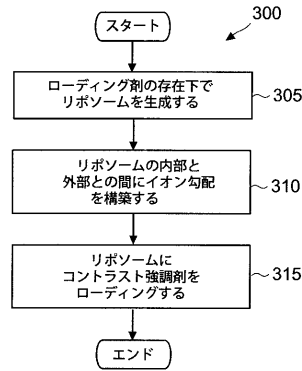 スタート
300
ローディング剤の存在下で
リポソームを生成する
305
リポソームの内部と
外部との間にイオン勾配
を構築する
310
リポソームに
コントラスト強調剤を
ローディングする
315
エンド